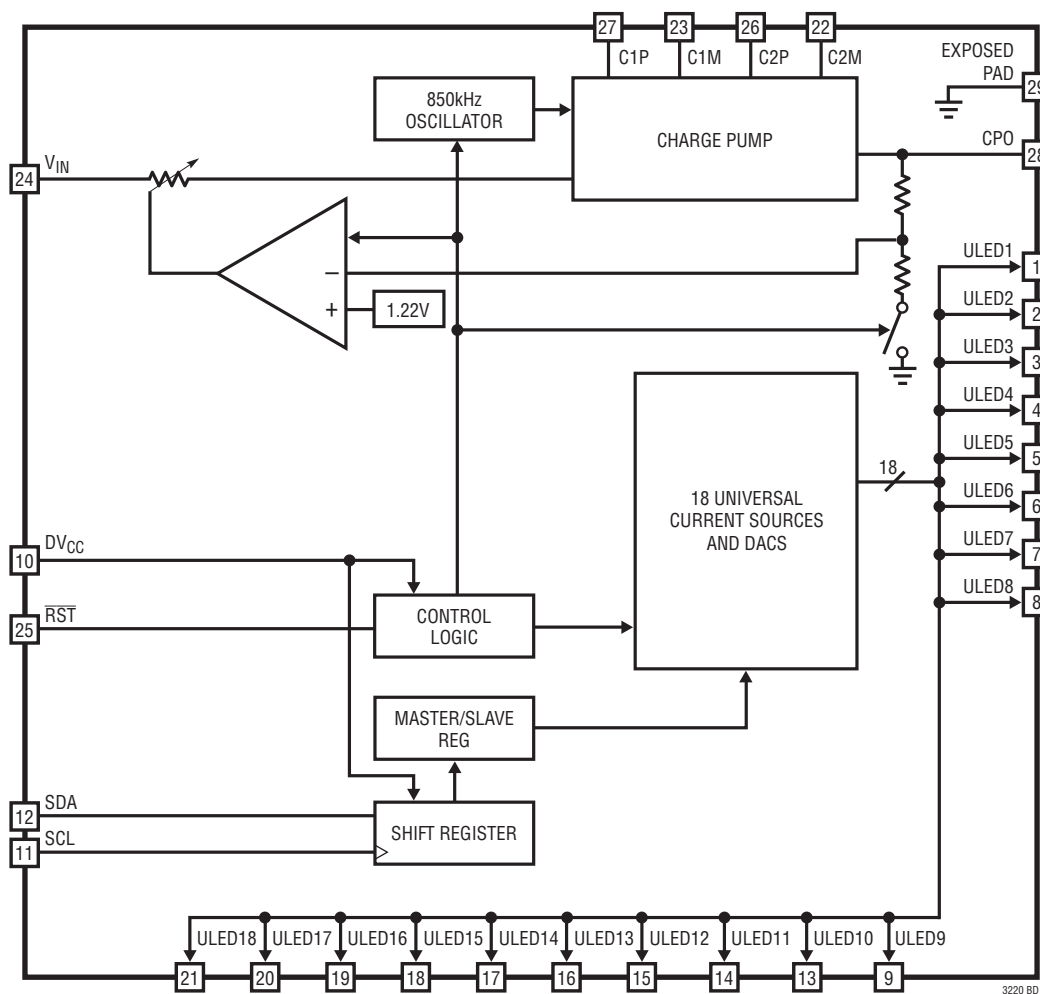 27 23 26 22
C1P C1M C2P C2M
EXPOSED
PAD
29
850kHz
OSCILLATOR
CHARGE PUMP
CPO
28
VIN
24
−
+
1.22V
ULED1
1
ULED2
2
ULED3
3
ULED4
4
ULED5
5
ULED6
6
ULED7
7
ULED8
8
18
18 UNIVERSAL
CURRENT SOURCES
AND DACS
DVCC
10
RST
25
CONTROL
LOGIC
MASTER/SLAVE
REG
SDA
12
SCL
11
SHIFT REGISTER
ULED18 ULED17 ULED16 ULED15 ULED14 ULED13 ULED12 ULED11 ULED10 ULED9
21 20 19 18 17 16 15 14 13 9
3220 BD